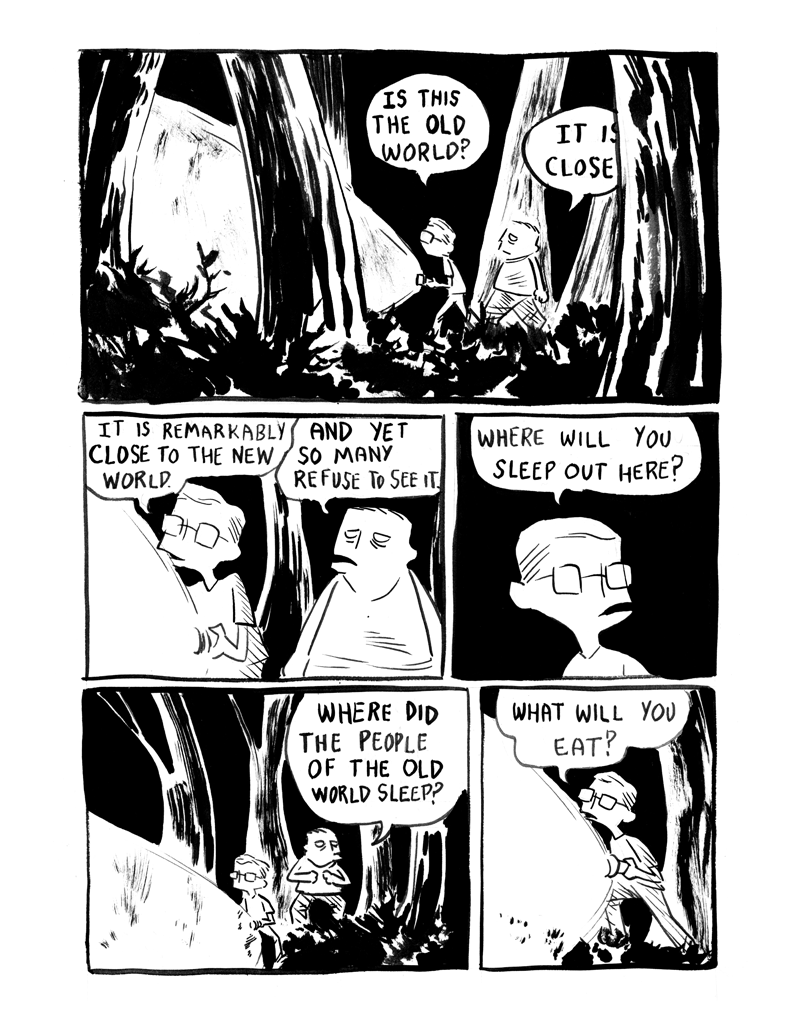 IS THIS
THE OLD
WORLD?
IT IS
CLOSE
IT IS REMARKABLY
CLOSE TO THE NEW
WORLD.
AND YET
SO MANY
REFUSE TO SEE IT.
WHERE WILL YOU
SLEEP OUT HERE?
WHERE DID
THE PEOPLE
OF THE OLD
WORLD SLEEP?
WHAT WILL YOU
EAT?